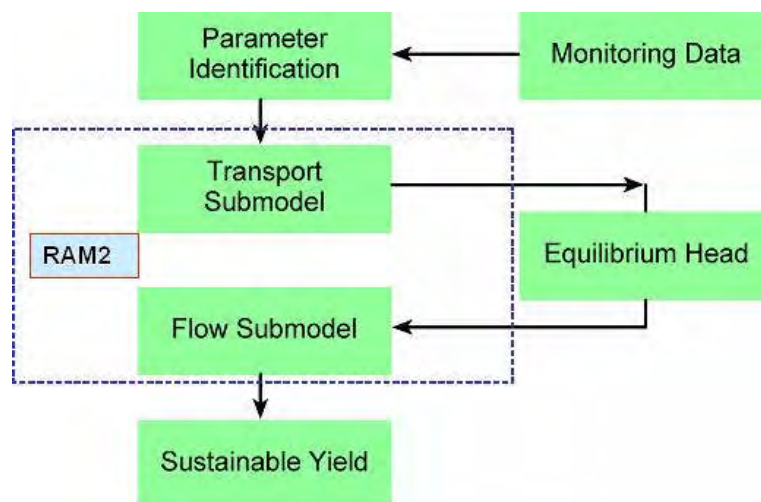 Parameter
Identification
Monitoring Data
Transport
Submodel
RAM2
Equilibrium Head
Flow Submodel
Sustainable Yield